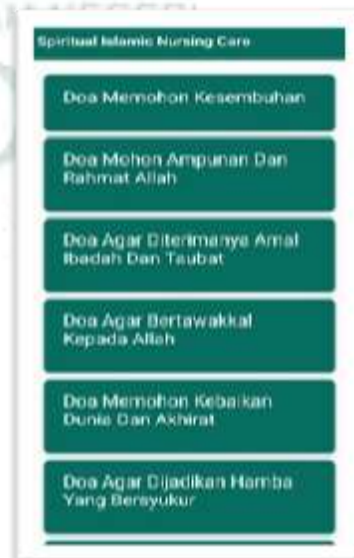 Spiritual Islamic Nursing Care
Doa Memohon Kesembuhan
Doa Mohon Ampunan Dan
Rahmat Allah
Doa Agar Diterimanya Amal
Ibadah Dan Taubat
Doa Agar Bertawakkal
Kepada Allah
Doa Memohon Kebaikan
Dunia Dan Akhirat
Doa Agar Dijadikan Hamba
Yang Bersyukur